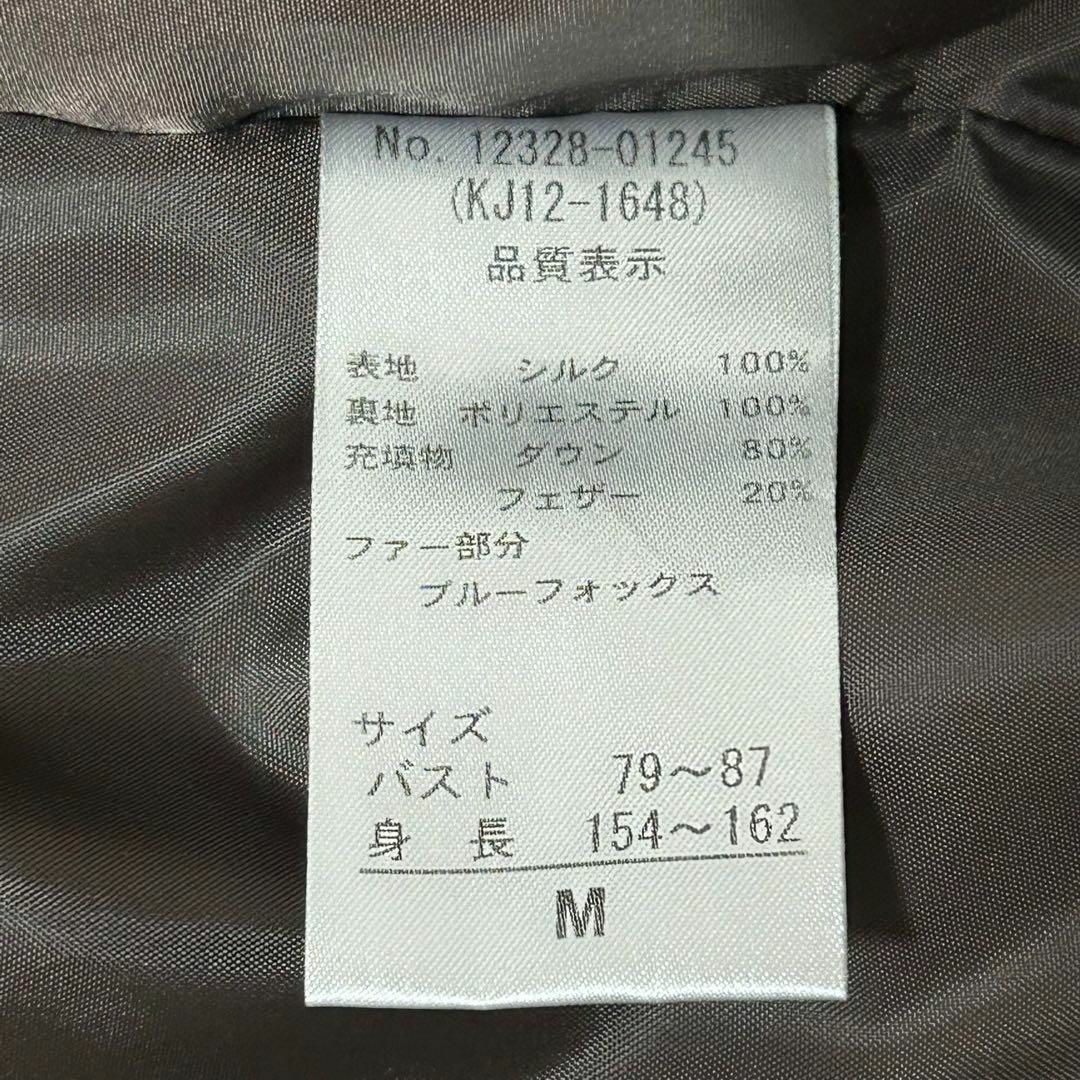 No. 12328-01245
(KJ12-1648)
品質表示
表地 シルク 100%
裏地 ポリエステル 100%
充填物 ダウン 80%
フェザー 20%
ファー部分
ブルーフォックス
サイズ
バスト 79〜87
身長 154〜162
M